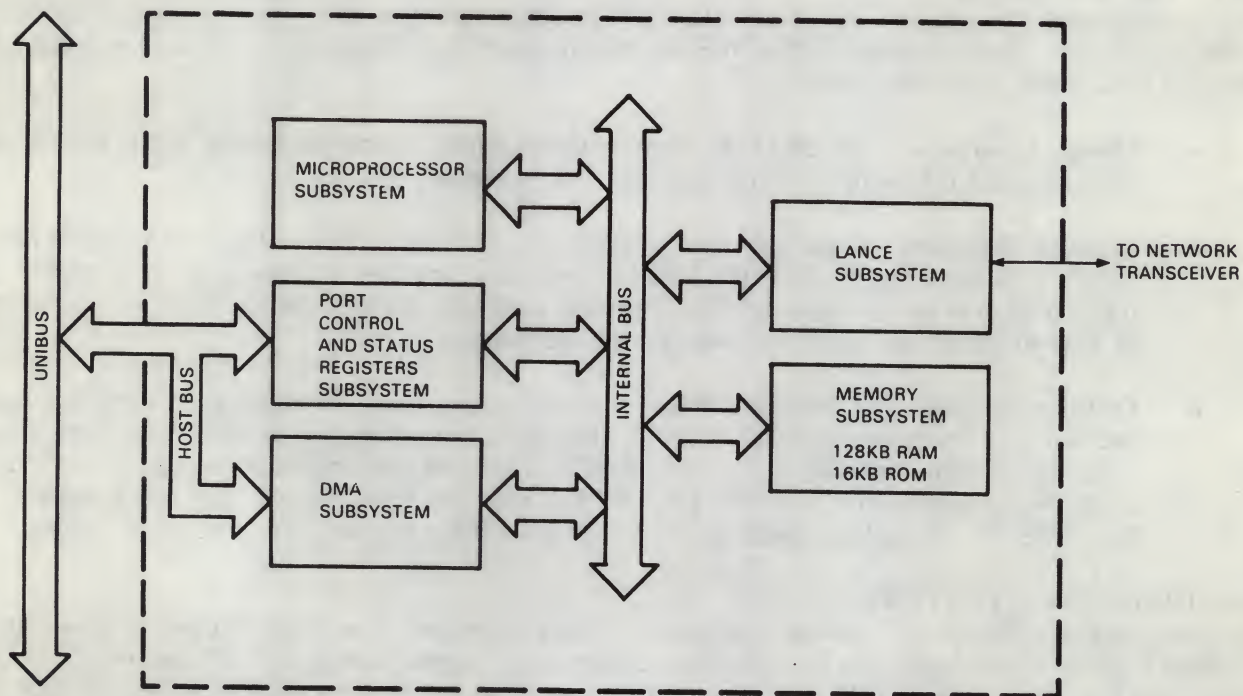 UNIBUS
HOST BUS
MICROPROCESSOR
SUBSYSTEM
PORT
CONTROL
AND STATUS
REGISTERS
SUBSYSTEM
DMA
SUBSYSTEM
INTERNAL BUS
LANCE
SUBSYSTEM
MEMORY
SUBSYSTEM
128KB RAM
16KB ROM
TO NETWORK
TRANSCEIVER